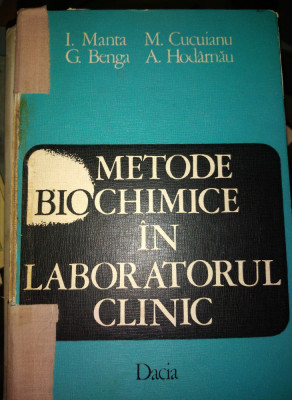 I. Manta M. Cucuianu
G. Benga A. Hodârnău
METODE
BIOCHIMICE
ÎN
LABORATORUL
CLINIC
Dacia